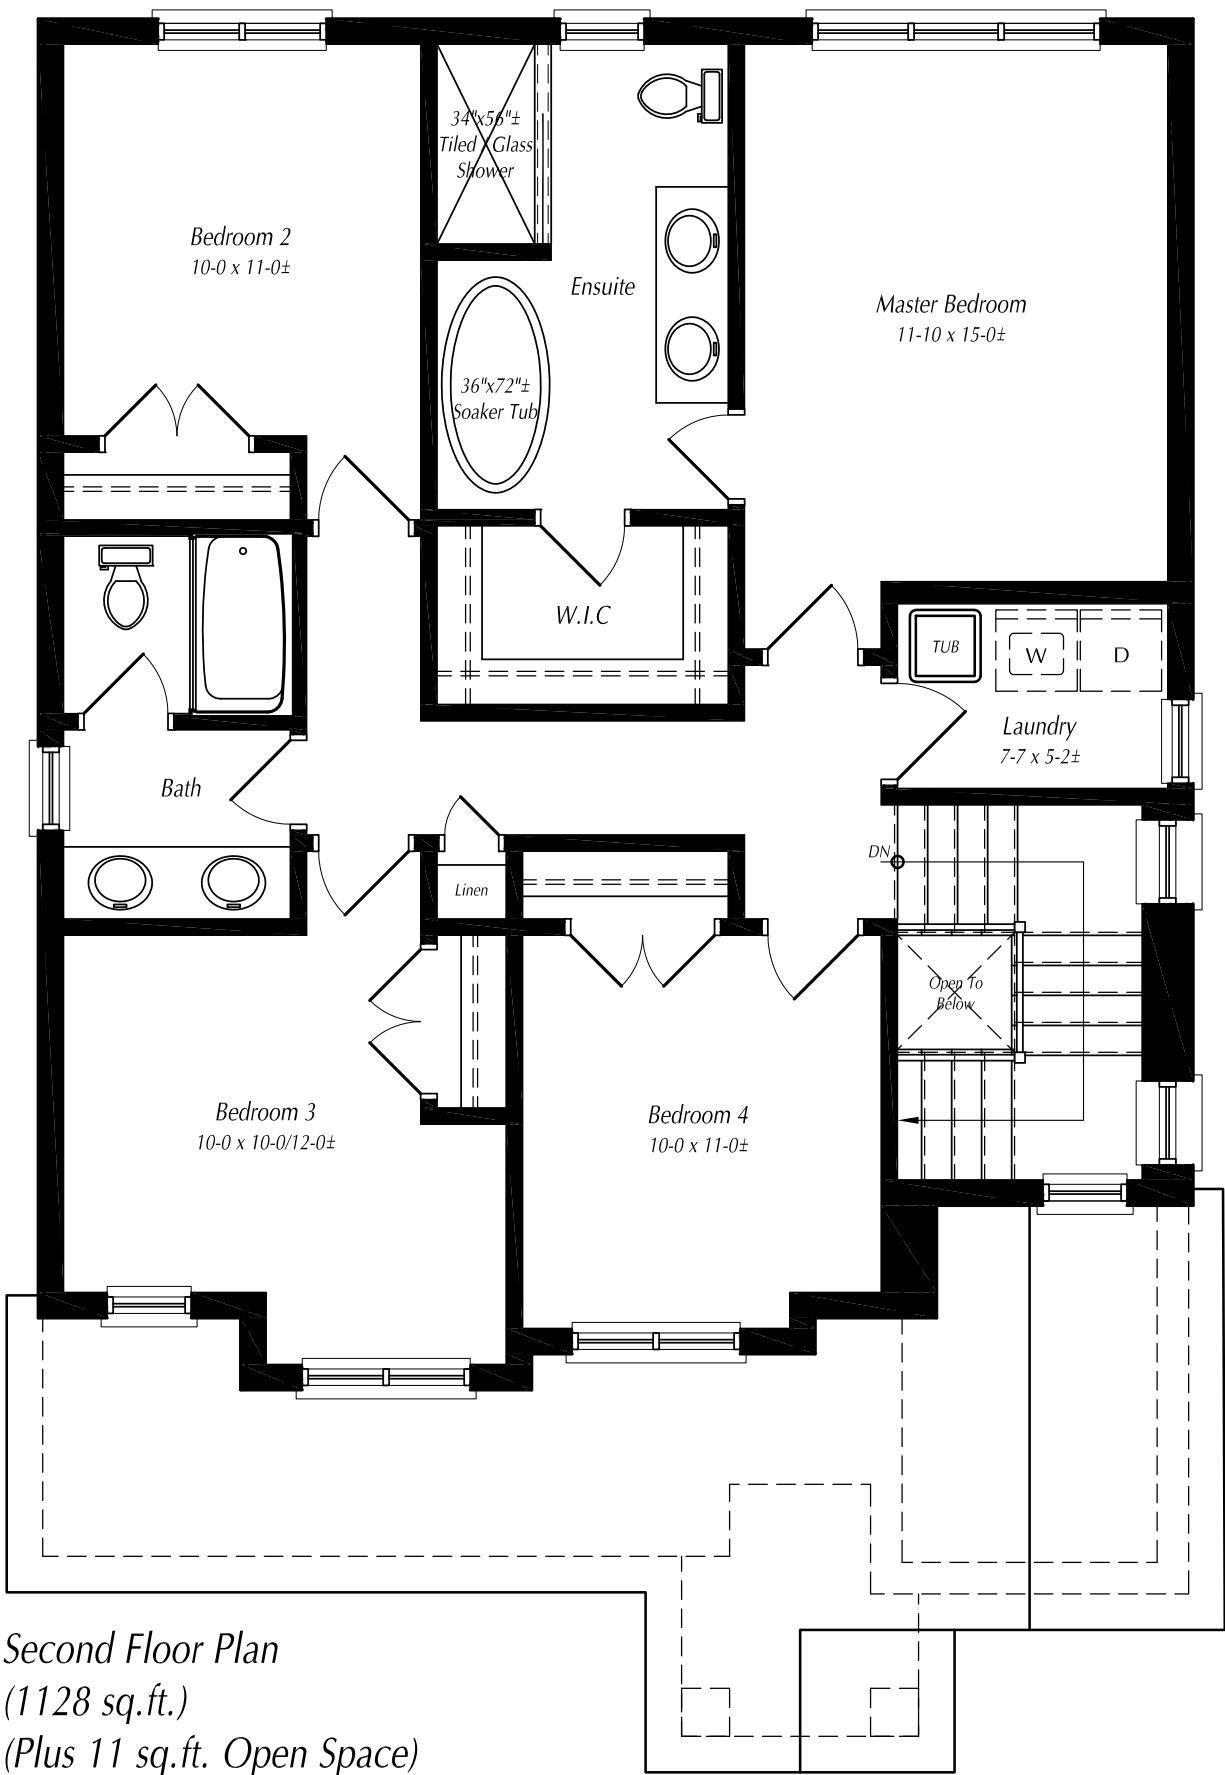 34"x56"±
Tiled / Glass
Shower
Bedroom 2
10-0 x 11-0±
Ensuite
Master Bedroom
11-10 x 15-0±
36"x72"±
Soaker Tub
W.I.C
TUB
W
D
Laundry
7-7 x 5-2±
Bath
DN
Linen
Open To
Below
Bedroom 3
10-0 x 10-0/12-0±
Bedroom 4
10-0 x 11-0±
Second Floor Plan
(1128 sq.ft.)
(Plus 11 sq.ft. Open Space)